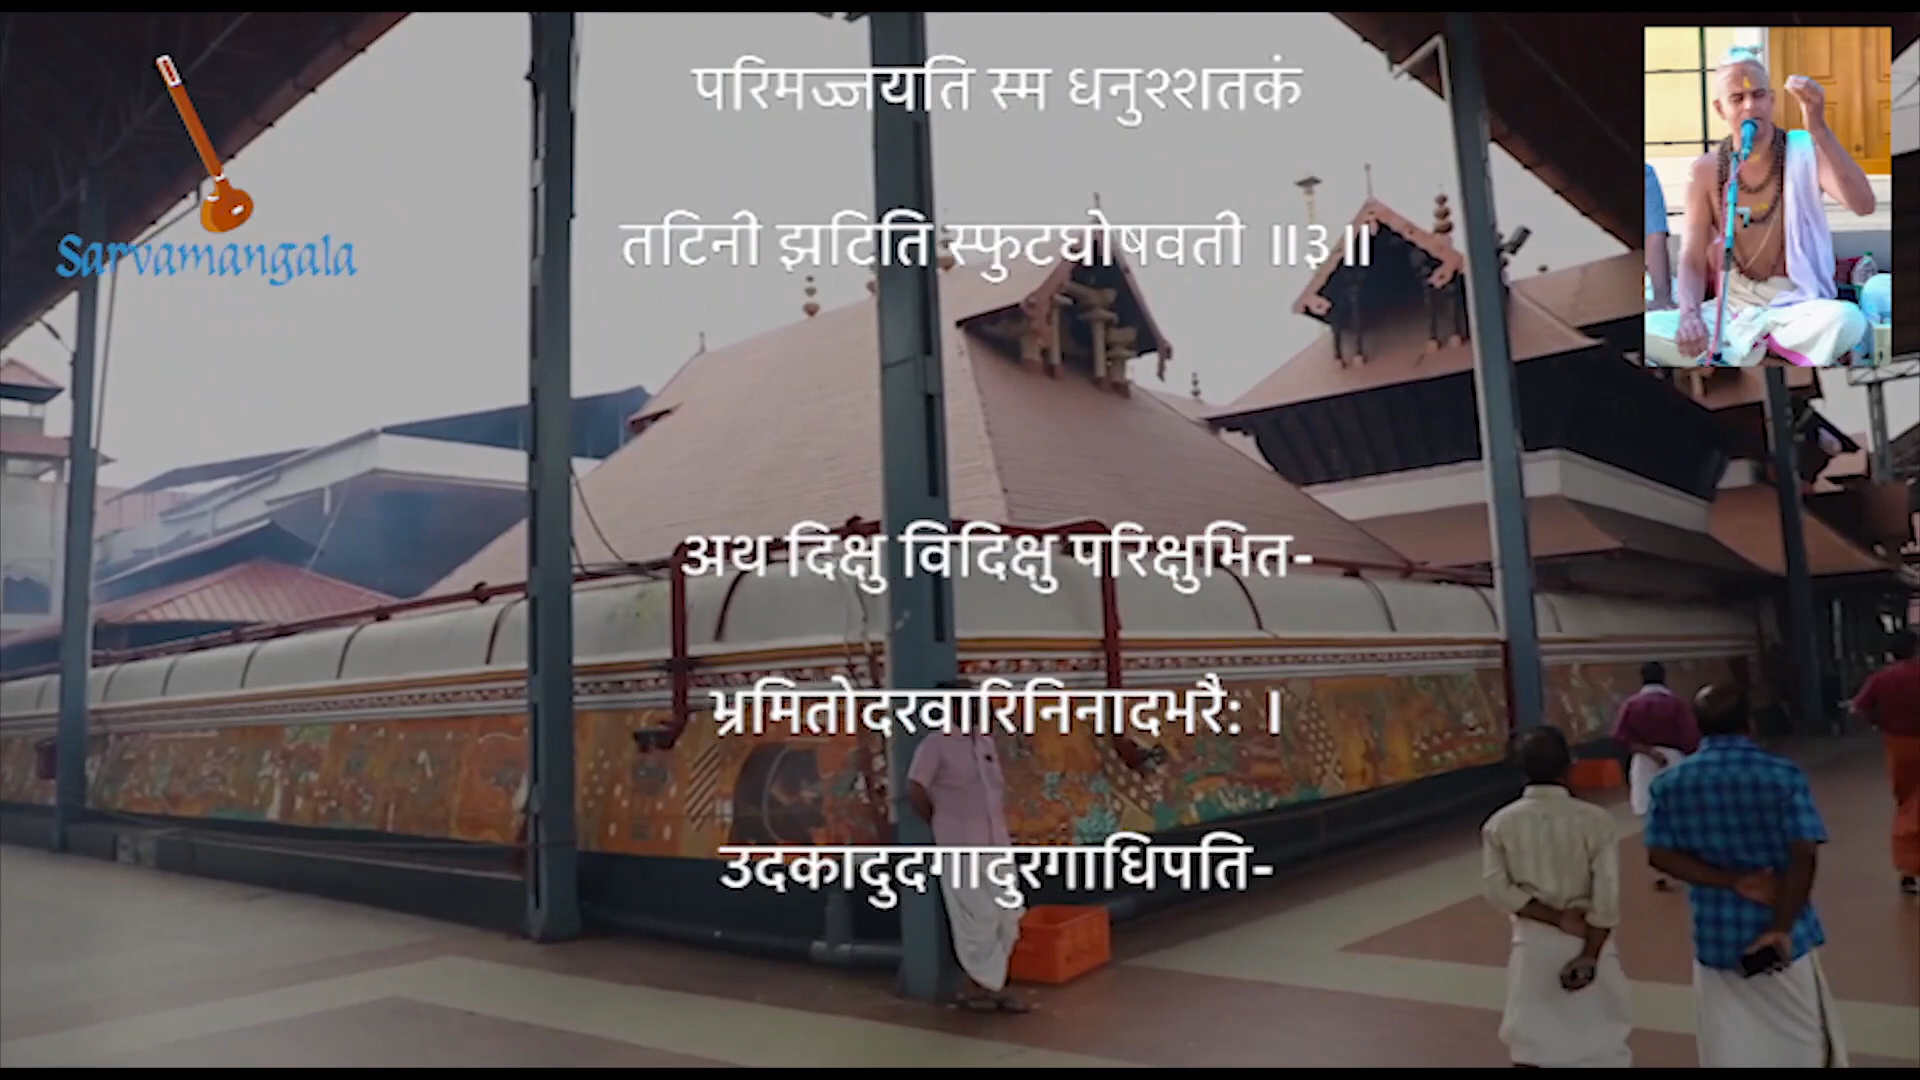 परिमज्जयति स्म धनुश्शतकं
Sarvamangala
तटिनी झटिति स्फुटघोषवती ॥३॥
अथ दिक्षु विदिक्षु परिक्षुभित-
भ्रमितोदरवारिनिनादभरैः ।
उदकादुदगादुरगाधिपति-